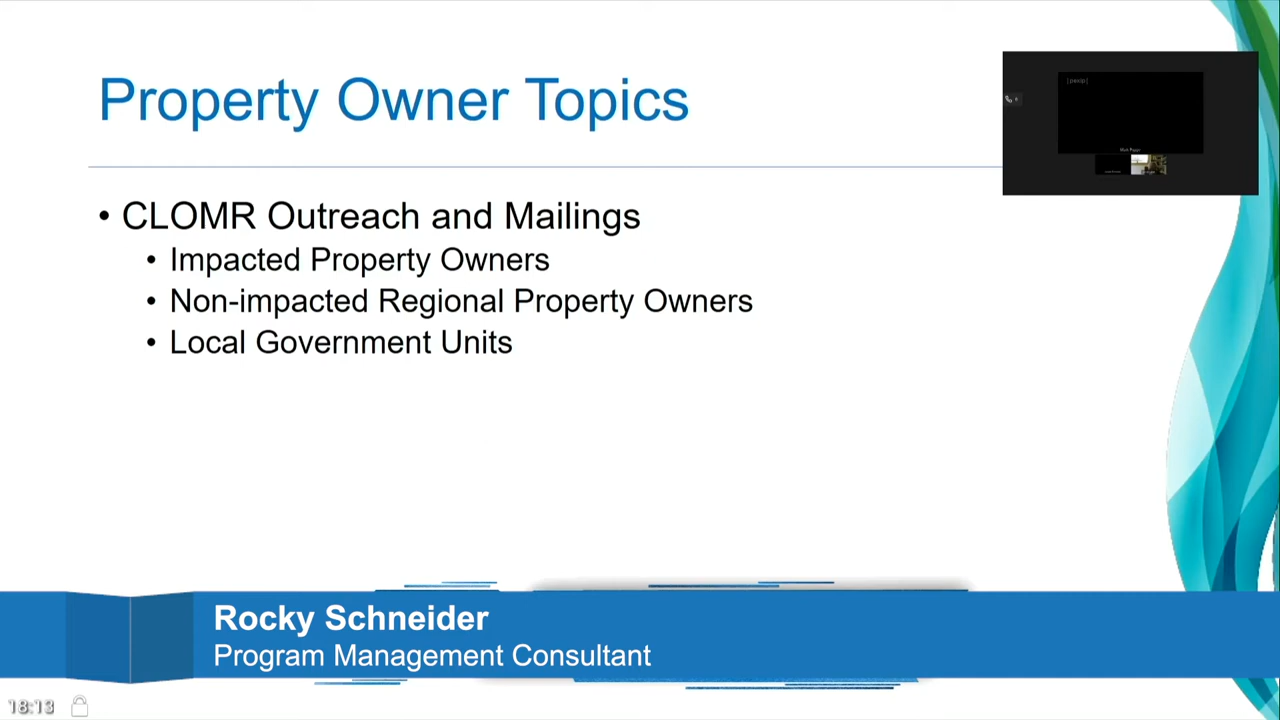 Property Owner Topics
|pexip|
• CLOMR Outreach and Mailings
• Impacted Property Owners
• Non-impacted Regional Property Owners
• Local Government Units
Rocky Schneider
Program Management Consultant
18:13